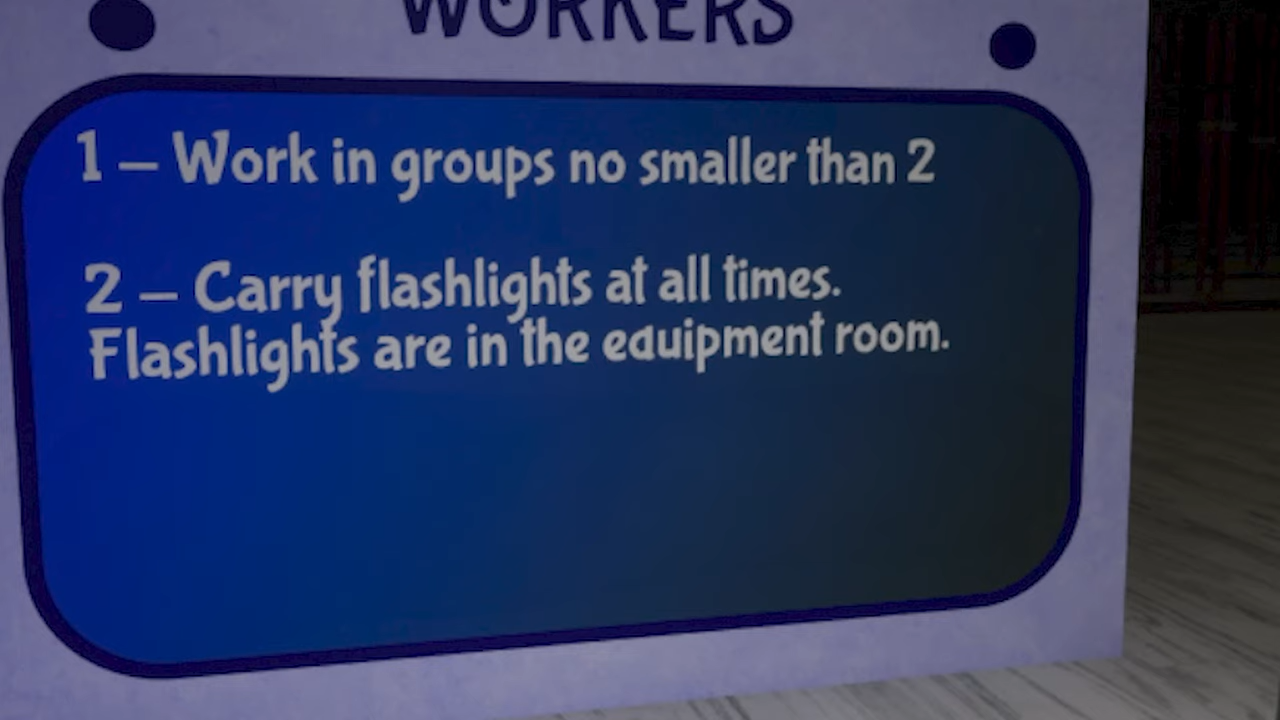 WORKERS
1 – Work in groups no smaller than 2
2 – Carry flashlights at all times.
Flashlights are in the equipment room.